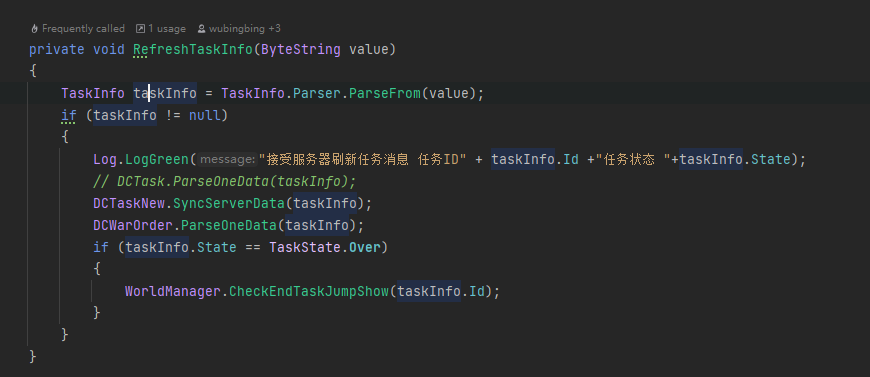 Frequently called 1 usage wubingbing +3
private void RefreshTaskInfo(ByteString value)
{
TaskInfo taskInfo = TaskInfo.Parser.ParseFrom(value);
if (taskInfo != null)
{
Log.LogGreen(message: "接受服务器刷新任务消息 任务ID" + taskInfo.Id +"任务状态 "+taskInfo.State);
// DCTask.ParseOneData(taskInfo);
DCTaskNew.SyncServerData(taskInfo);
DCWarOrder.ParseOneData(taskInfo);
if (taskInfo.State == TaskState.Over)
{
WorldManager.CheckEndTaskJumpShow(taskInfo.Id);
}
}
}